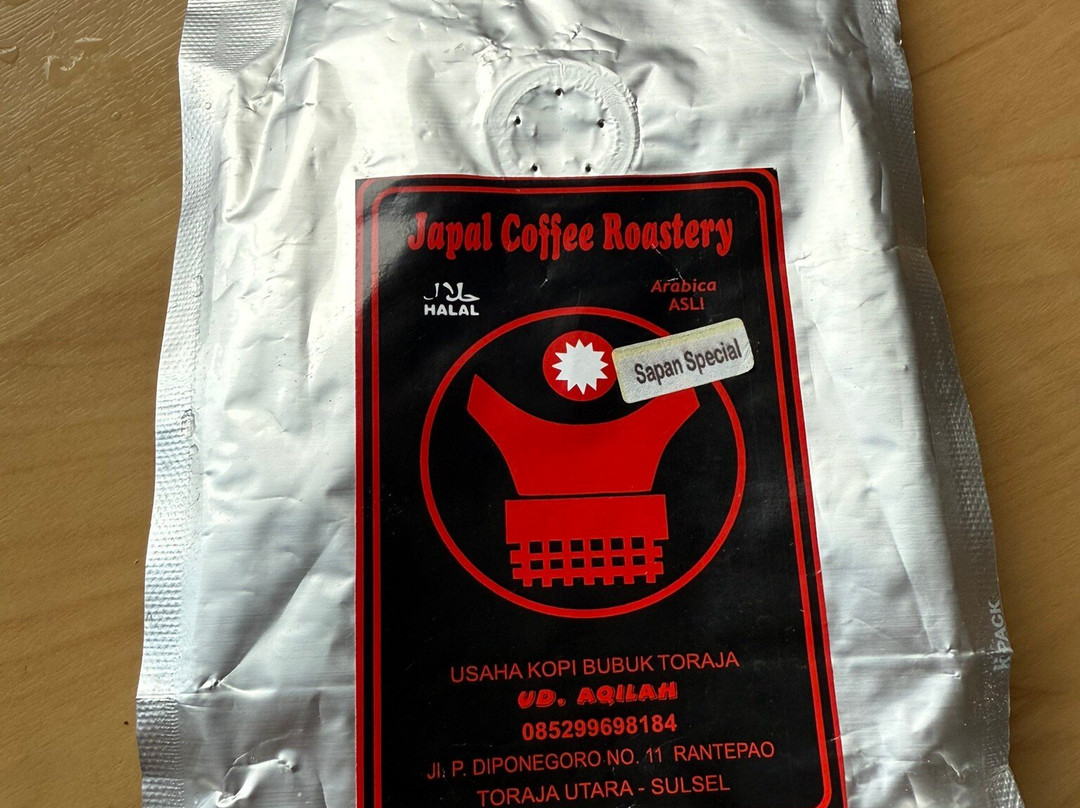 Japal Coffee Roastery
حلال
HALAL
Arabica
ASLI
Sapan Special
USAHA KOPI BUBUK TORAJA
UD. AQILAH
085299698184
Jl. P. DIPONEGORO NO. 11 RANTEPAO
TORAJA UTARA - SULSEL